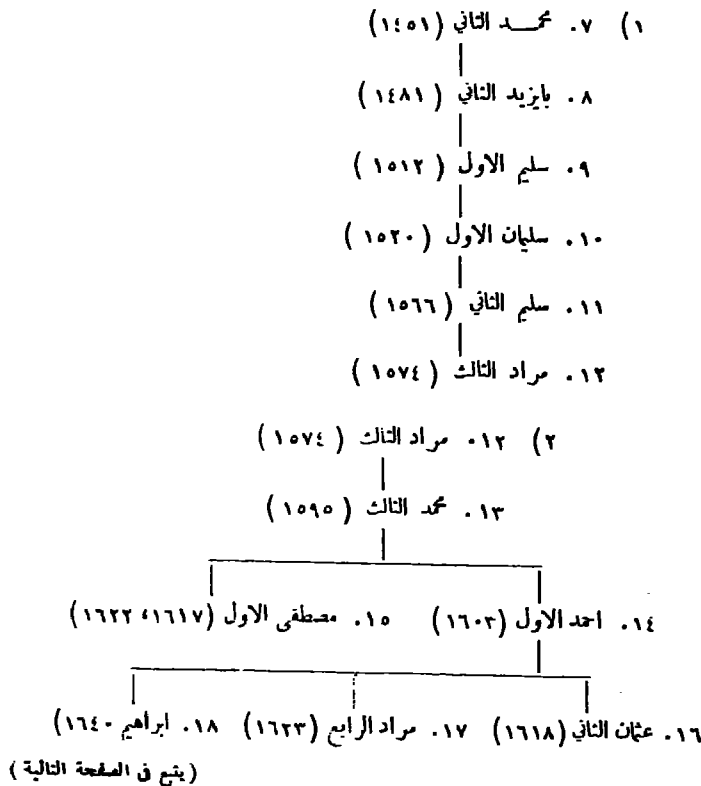 ١) ٧. محمد الثاني (١٤٥١)
٨. بايزيد الثاني (١٤٨١)
٩. سليم الاول (١٥١٢)
١٠. سليمان الاول (١٥٢٠)
١١. سليم الثاني (١٥٦٦)
١٢. مراد الثالث (١٥٧٤)
٢) ١٢. مراد الثالث (١٥٧٤)
١٣. محمد الثالث (١٥٩٥)
١٤. احمد الاول (١٦٠٣) ١٥. مصطفى الاول (١٦١٧، ١٦٢٢)
١٦. عثمان الثاني (١٦١٨) ١٧. مراد الرابع (١٦٢٣) ١٨. ابراهيم ١٦٤٠)
(يتبع في الصفحة التالية)